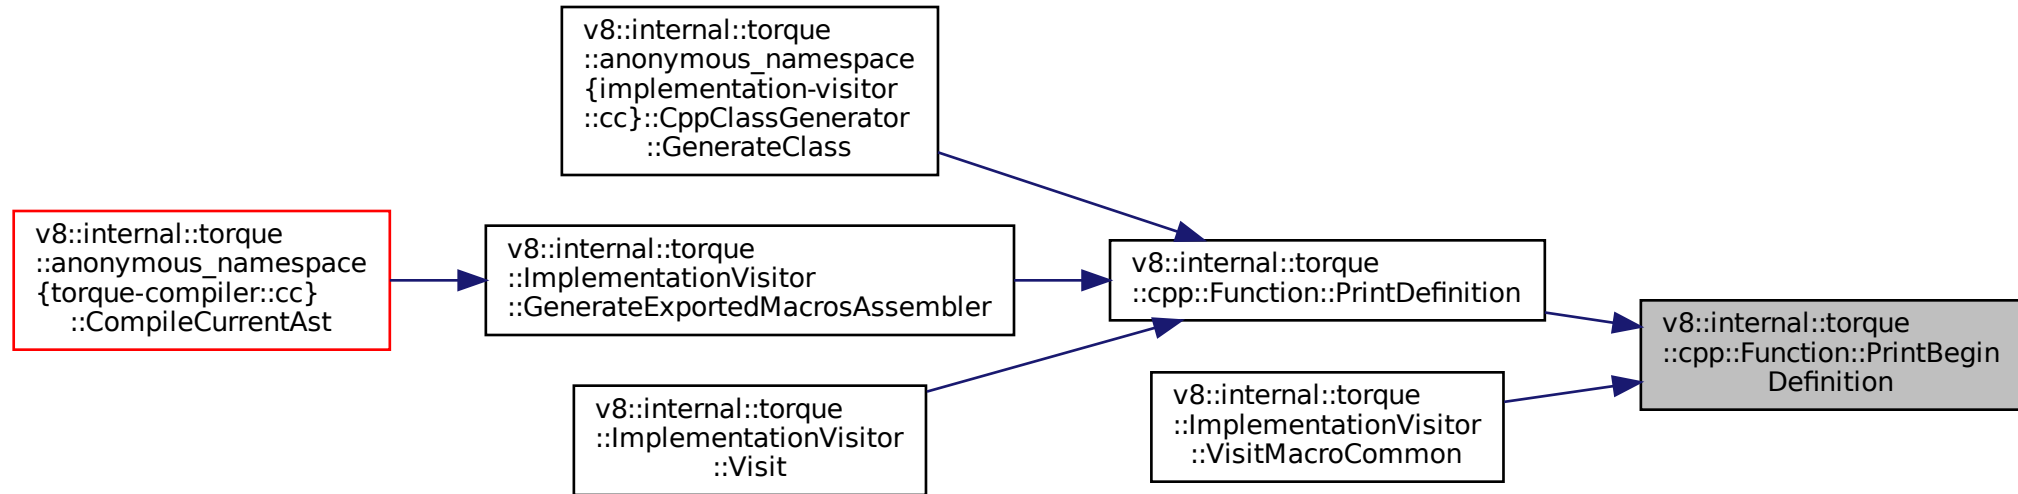 v8::internal::torque
::anonymous_namespace
{implementation-visitor
::cc}::CppClassGenerator
::GenerateClass
v8::internal::torque
::anonymous_namespace
{torque-compiler::cc}
::CompileCurrentAst
v8::internal::torque
::ImplementationVisitor
::GenerateExportedMacrosAssembler
v8::internal::torque
::cpp::Function::PrintDefinition
v8::internal::torque
::cpp::Function::PrintBegin
Definition
v8::internal::torque
::ImplementationVisitor
::Visit
v8::internal::torque
::ImplementationVisitor
::VisitMacroCommon